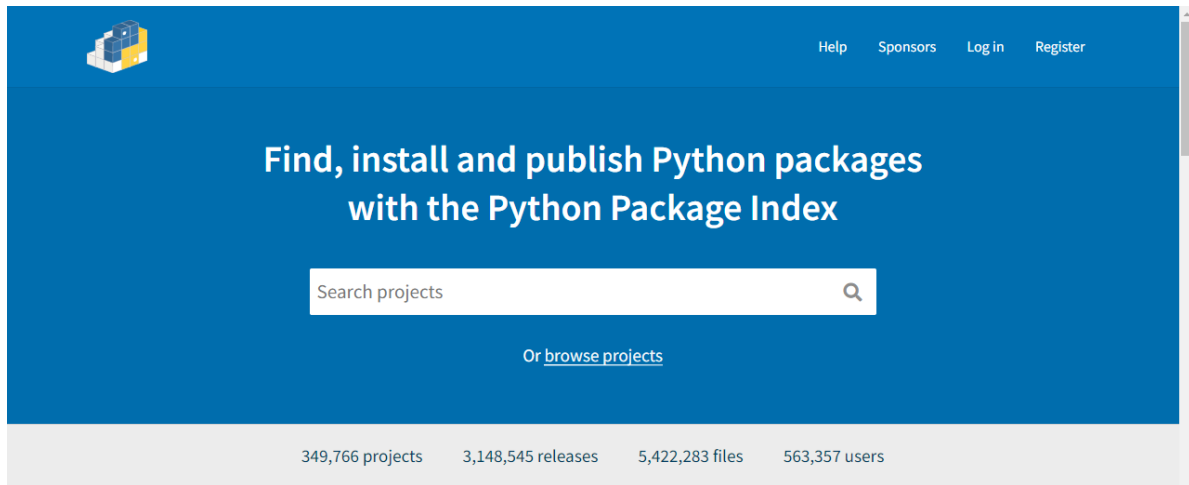 Help Sponsors Log in Register
Find, install and publish Python packages
with the Python Package Index
Search projects
Or browse projects
349,766 projects 3,148,545 releases 5,422,283 files 563,357 users